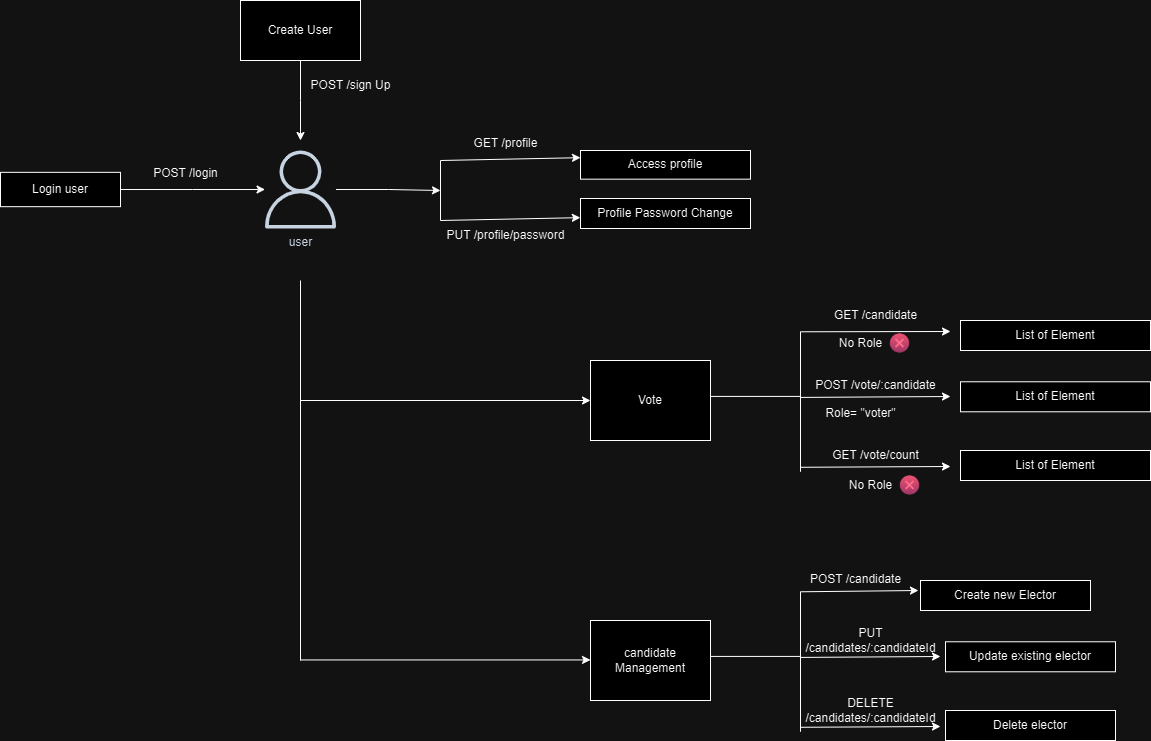 Create User
POST /sign Up
Login user
POST /login
user
GET /profile
Access profile
Profile Password Change
PUT /profile/password
Vote
GET /candidate
No Role
List of Element
POST /vote/:candidate
Role= "voter"
List of Element
GET /vote/count
No Role
List of Element
candidate
Management
POST /candidate
Create new Elector
PUT
/candidates/:candidateId
Update existing elector
DELETE
/candidates/:candidateId
Delete elector